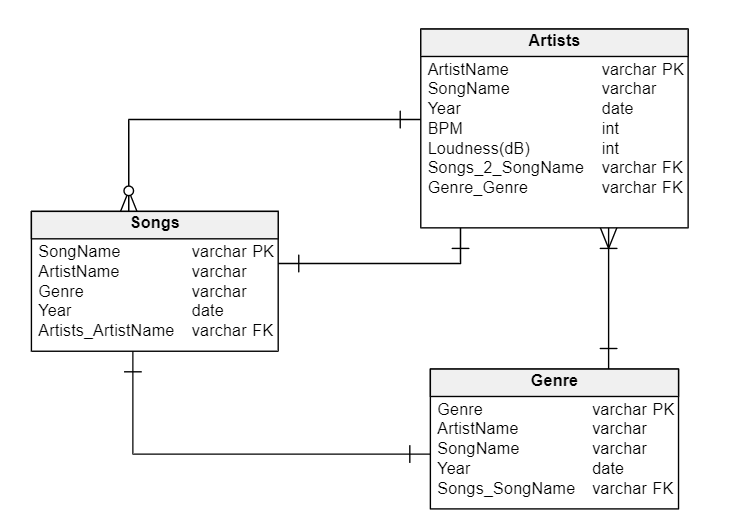 Artists
ArtistName varchar PK
SongName varchar
Year date
BPM int
Loudness(dB) int
Songs_2_SongName varchar FK
Genre_Genre varchar FK
Songs
SongName varchar PK
ArtistName varchar
Genre varchar
Year date
Artists_ArtistName varchar FK
Genre
Genre varchar PK
ArtistName varchar
SongName varchar
Year date
Songs_SongName varchar FK